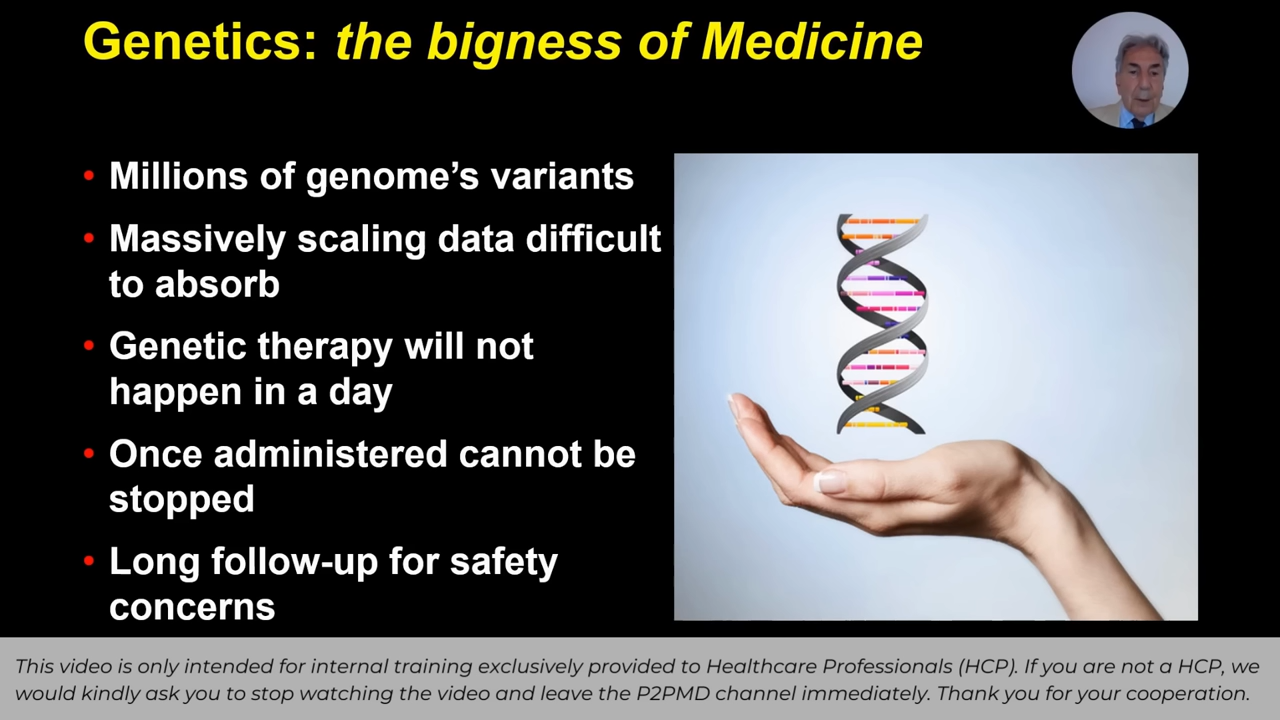 Genetics: the bigness of Medicine
• Millions of genome’s variants
• Massively scaling data difficult
to absorb
• Genetic therapy will not
happen in a day
• Once administered cannot be
stopped
• Long follow-up for safety
concerns
This video is only intended for internal training exclusively provided to Healthcare Professionals (HCP). If you are not a HCP, we
would kindly ask you to stop watching the video and leave the P2PMD channel immediately. Thank you for your cooperation.